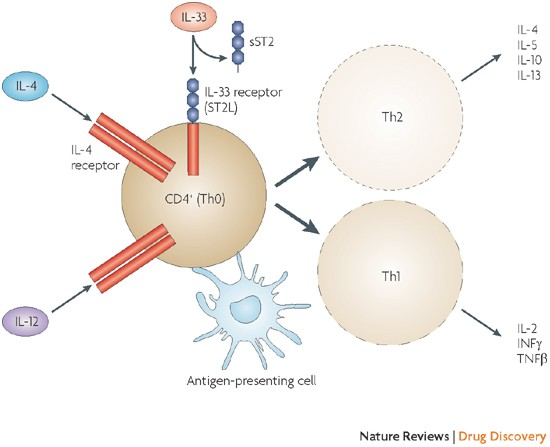 IL-33
sST2
IL-4
IL-33 receptor
(ST2L)
IL-4
receptor
CD4⁺ (Th0)
IL-12
Antigen-presenting cell
Th2
IL-4
IL-5
IL-10
IL-13
Th1
IL-2
INFγ
TNFβ
Nature Reviews | Drug Discovery